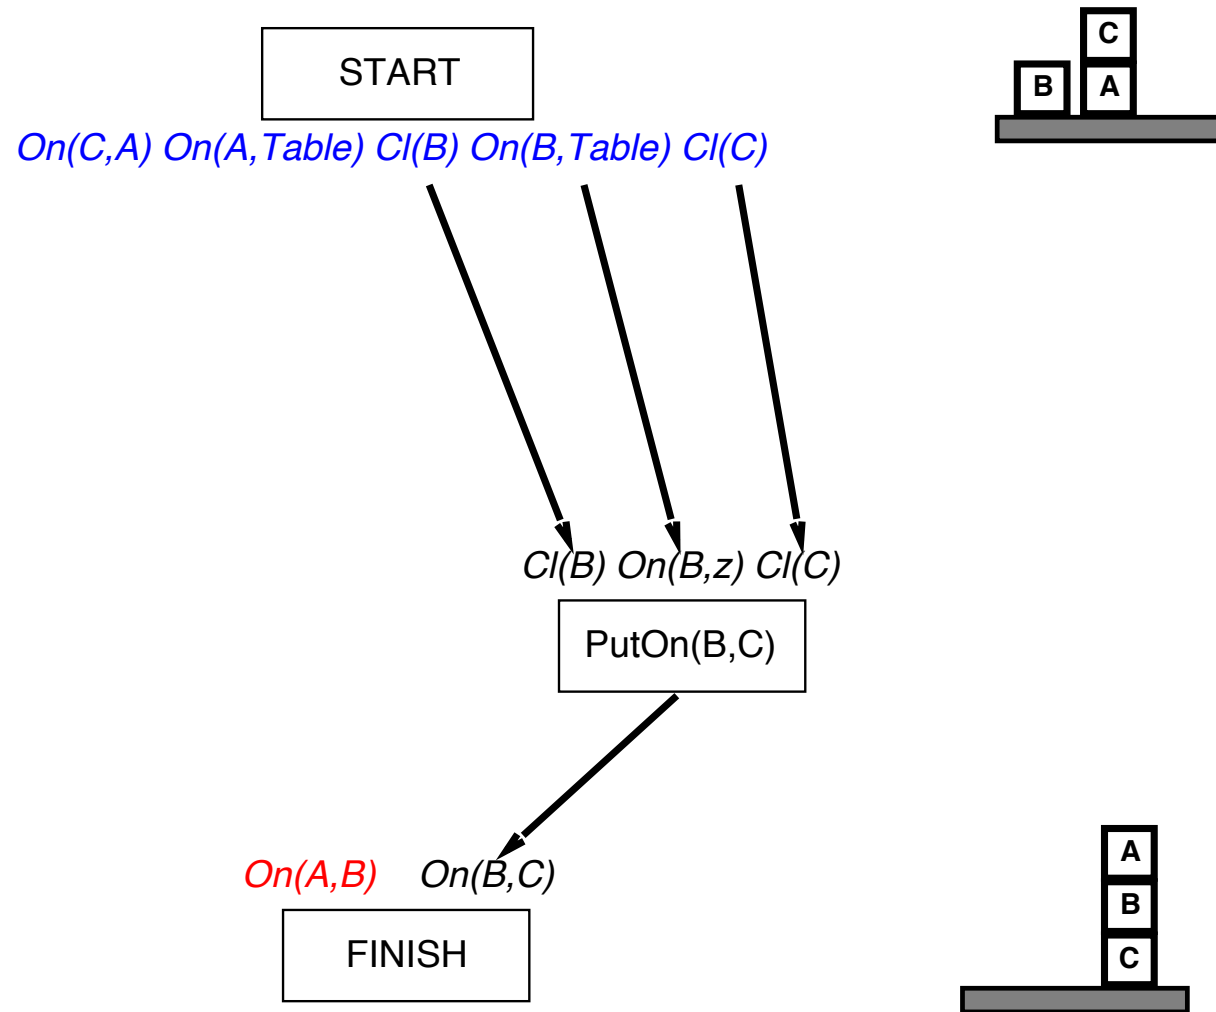 START
On(C,A) On(A,Table) Cl(B) On(B,Table) Cl(C)
C
B A
Cl(B) On(B,z) Cl(C)
PutOn(B,C)
On(A,B) On(B,C)
FINISH
A
B
C